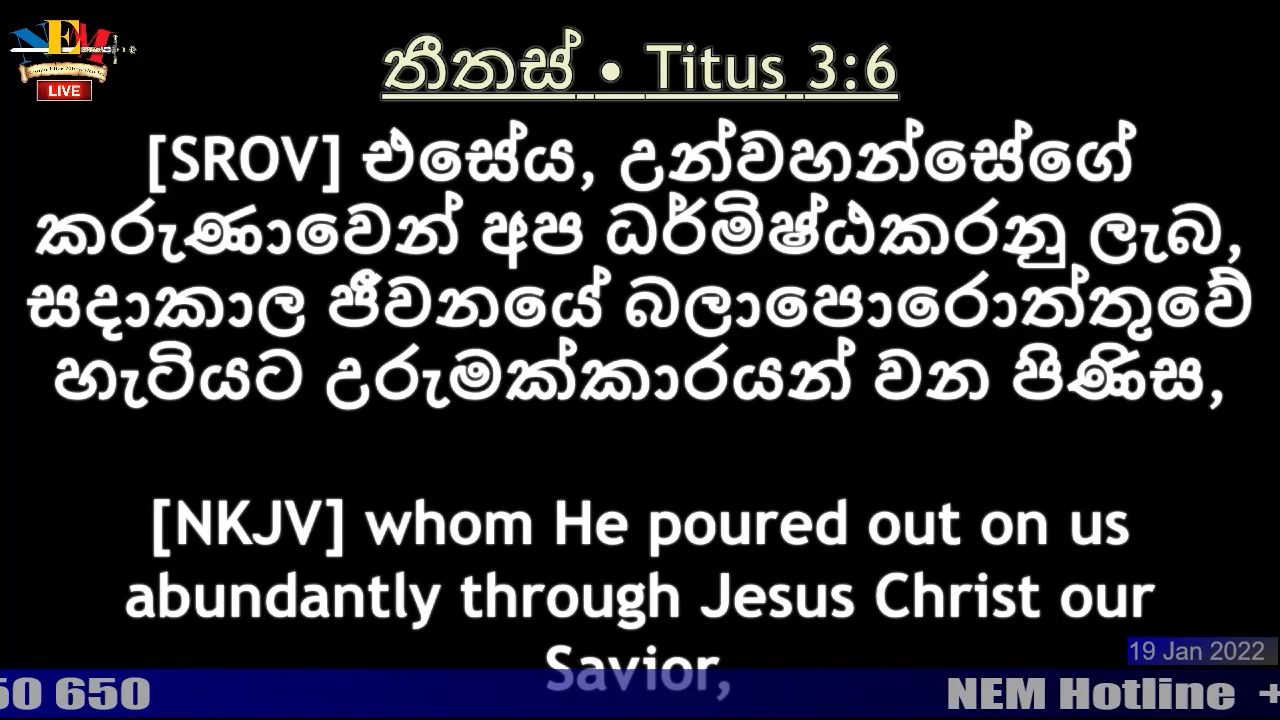 NEM
LIVE
තීතස් • Titus 3:6
[SROV] එසේය, උන්වහන්සේගේ
කරුණාවෙන් අප ධර්මිෂ්ඨකරනු ලැබ,
සදාකාල ජීවනයේ බලාපොරොත්තුවේ
හැටියට උරුමක්කාරයන් වන පිණිස,
[NKJV] whom He poured out on us
abundantly through Jesus Christ our
Savior,
19 Jan 2022
50 650
NEM Hotline +